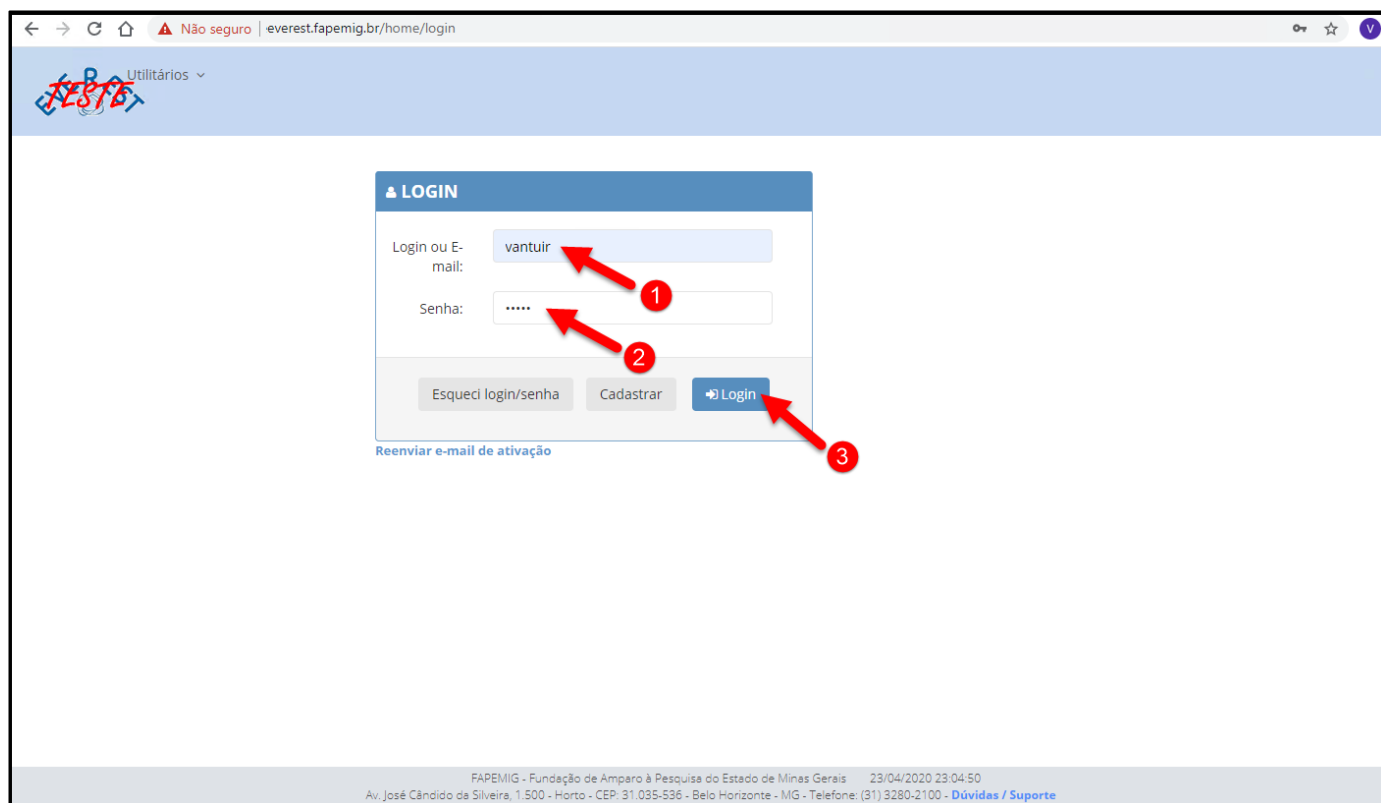 Não seguro | everest.fapemig.br/home/login
V
EVEREST
TESTE
Utilitários
LOGIN
Login ou E-
mail:
vantuir
1
Senha:
•••••
2
Esqueci login/senha Cadastrar Login
3
Reenviar e-mail de ativação
FAPEMIG - Fundação de Amparo à Pesquisa do Estado de Minas Gerais 23/04/2020 23:04:50
Av. José Cândido da Silveira, 1.500 - Horto - CEP: 31.035-536 - Belo Horizonte - MG - Telefone: (31) 3280-2100 - Dúvidas / Suporte